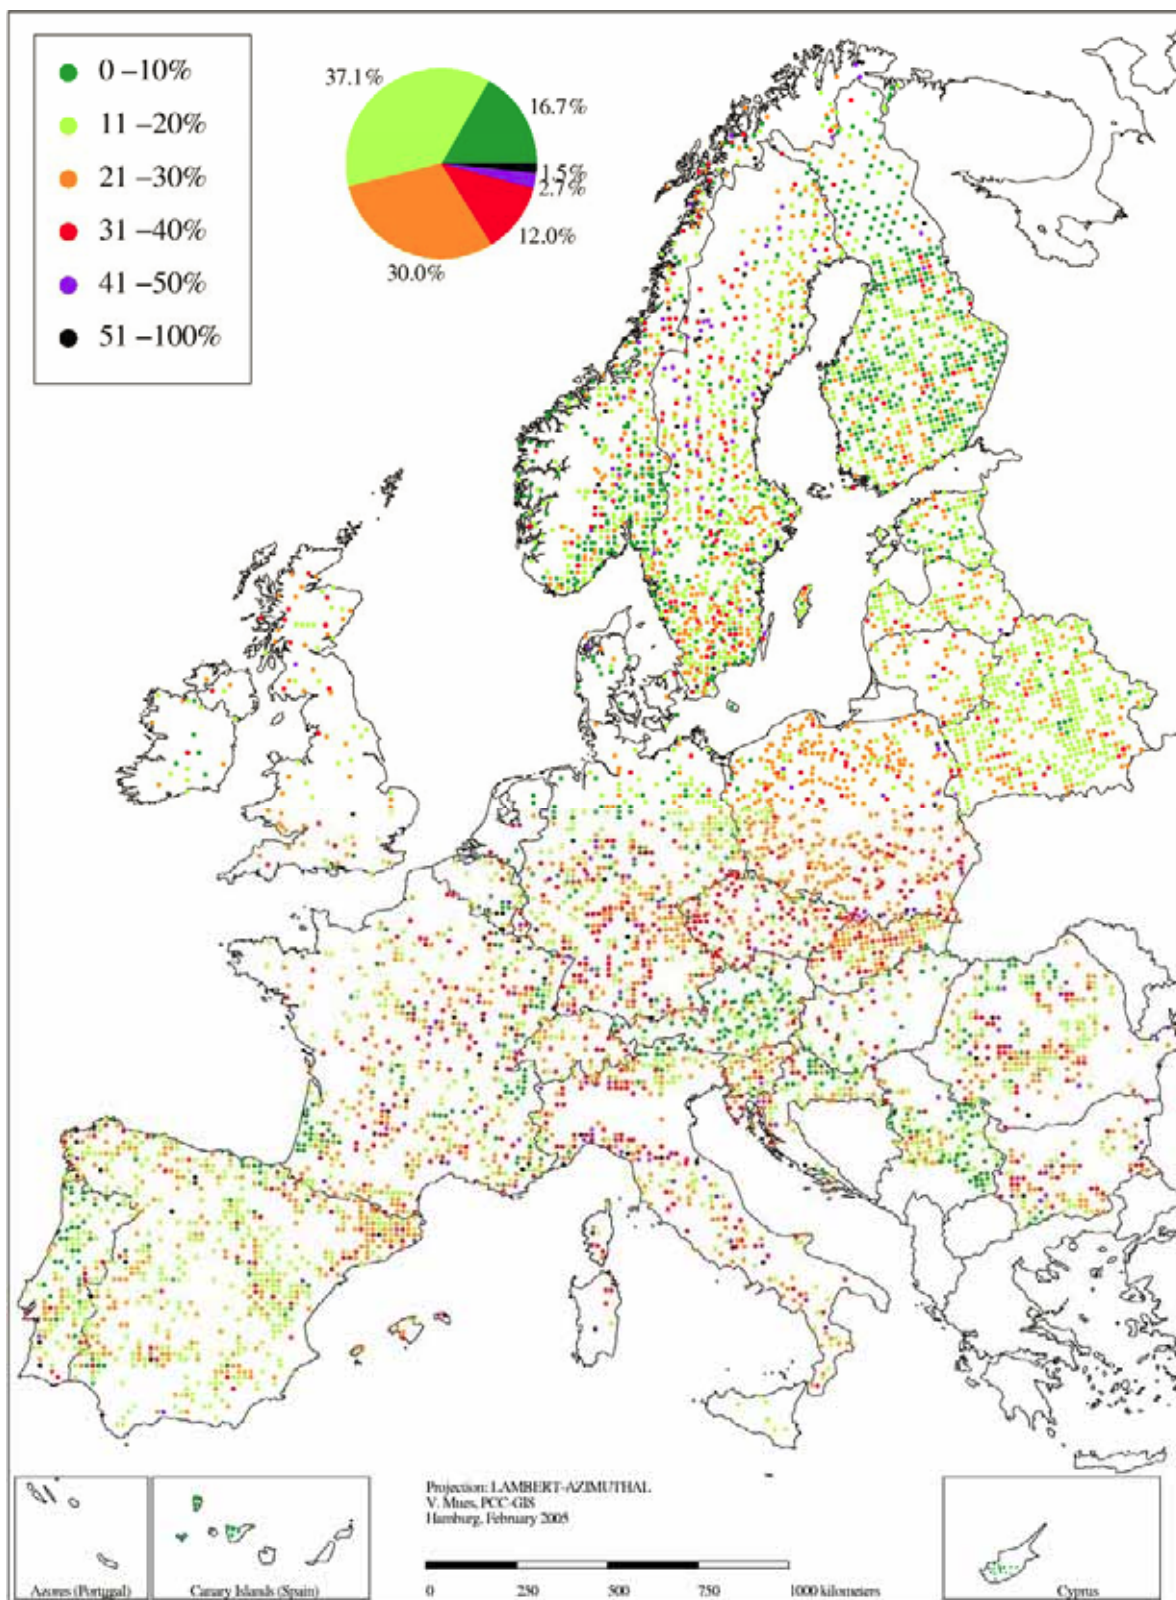 0 –10%
11 –20%
21 –30%
31 –40%
41 –50%
51 –100%
37.1%
16.7%
1.5%
2.7%
12.0%
30.0%
Projection: LAMBERT-AZIMUTHAL
V. Mues, PCC-GIS
Hamburg, February 2005
0 250 500 750 1000 kilometers
Azores (Portugal)
Canary Islands (Spain)
Cyprus